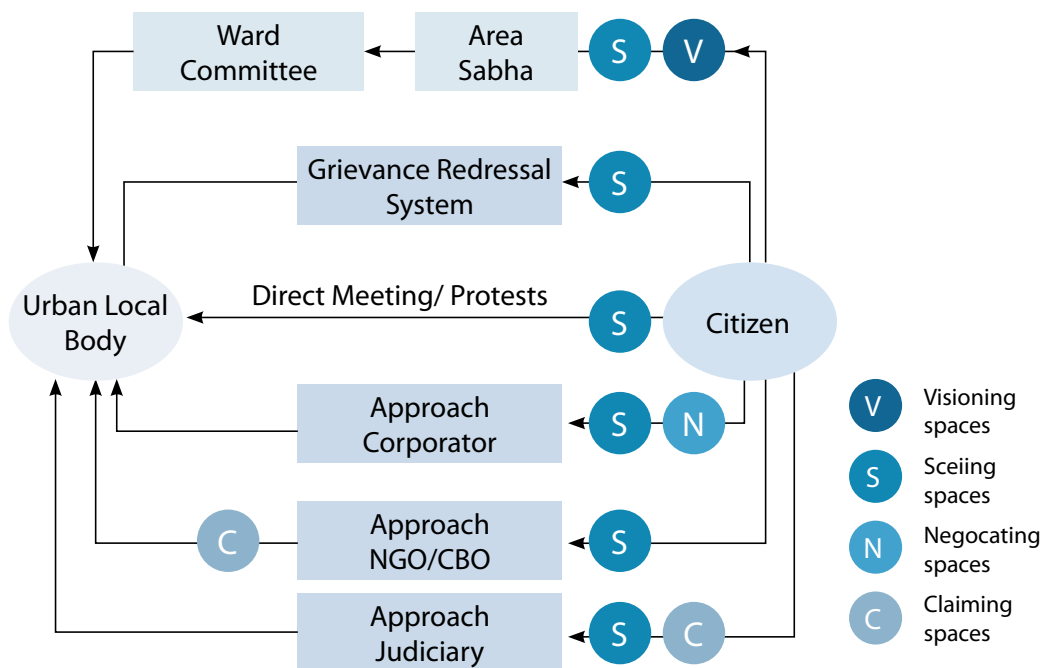 Ward
Committee
Area
Sabha
S
V
Grievance Redressal
System
S
Urban Local
Body
Direct Meeting/ Protests
S
Citizen
Approach
Corporator
S
N
Approach
NGO/CBO
C
S
Approach
Judiciary
S
C
V
Visioning
spaces
S
Sceiing
spaces
N
Negocating
spaces
C
Claiming
spaces